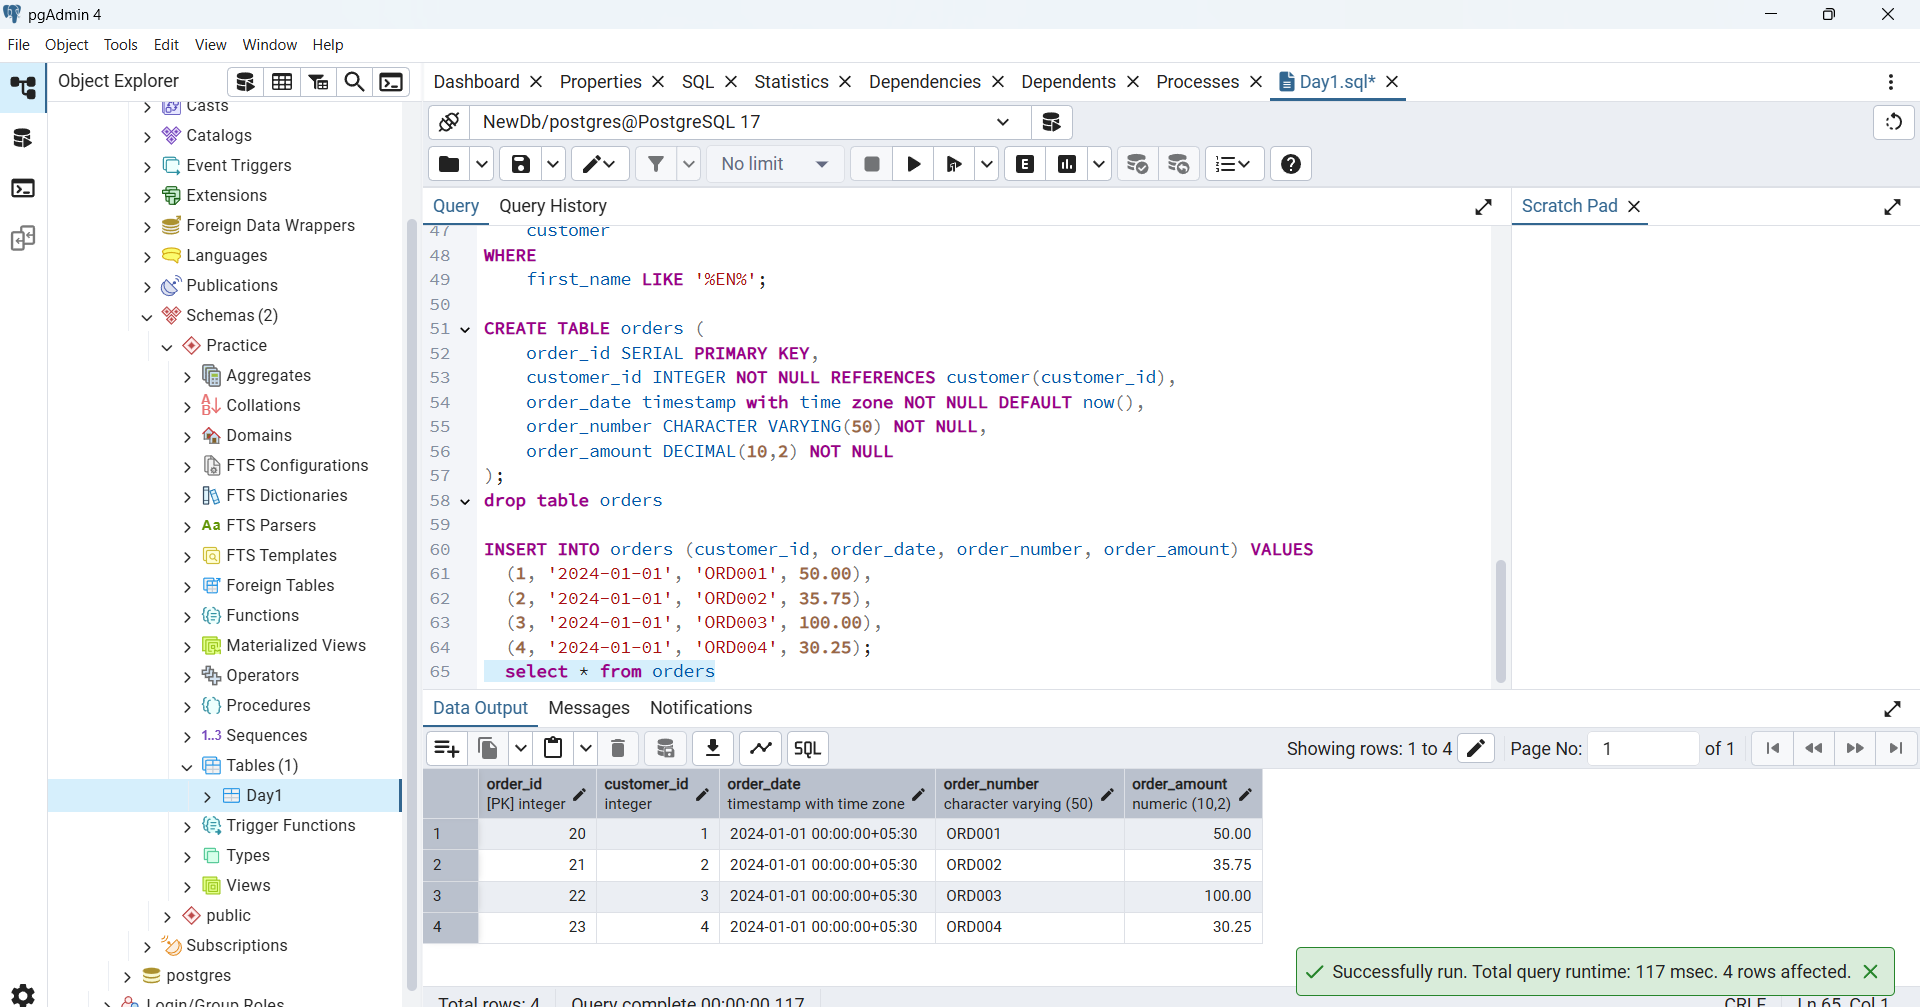 pgAdmin 4
File Object Tools Edit View Window Help
Object Explorer
Dashboard Properties SQL Statistics Dependencies Dependents Processes Day1.sql*
NewDb/postgres@PostgreSQL 17
No limit
Query Query History
Scratch Pad
Casts
Catalogs
Event Triggers
Extensions
Foreign Data Wrappers
Languages
Publications
Schemas (2)
Practice
Aggregates
Collations
Domains
FTS Configurations
FTS Dictionaries
Aa FTS Parsers
FTS Templates
Foreign Tables
Functions
Materialized Views
Operators
Procedures
1..3 Sequences
Tables (1)
Day1
Trigger Functions
Types
Views
public
Subscriptions
postgres
Login/Group Roles
47 customer
48 WHERE
49 first_name LIKE '%EN%';
50
51 CREATE TABLE orders (
52 order_id SERIAL PRIMARY KEY,
53 customer_id INTEGER NOT NULL REFERENCES customer(customer_id),
54 order_date timestamp with time zone NOT NULL DEFAULT now(),
55 order_number CHARACTER VARYING(50) NOT NULL,
56 order_amount DECIMAL(10,2) NOT NULL
57 );
58 drop table orders
59
60 INSERT INTO orders (customer_id, order_date, order_number, order_amount) VALUES
61 (1, '2024-01-01', 'ORD001', 50.00),
62 (2, '2024-01-01', 'ORD002', 35.75),
63 (3, '2024-01-01', 'ORD003', 100.00),
64 (4, '2024-01-01', 'ORD004', 30.25);
65 select * from orders
Data Output Messages Notifications
SQL
Showing rows: 1 to 4 Page No: 1 of 1
order_id customer_id order_date order_number order_amount
[PK] integer integer timestamp with time zone character varying (50) numeric (10,2)
1 20 1 2024-01-01 00:00:00+05:30 ORD001 50.00
2 21 2 2024-01-01 00:00:00+05:30 ORD002 35.75
3 22 3 2024-01-01 00:00:00+05:30 ORD003 100.00
4 23 4 2024-01-01 00:00:00+05:30 ORD004 30.25
Successfully run. Total query runtime: 117 msec. 4 rows affected.
Total rows: 4 Query complete 00:00:00.117 CRLF Ln 65, Col 1